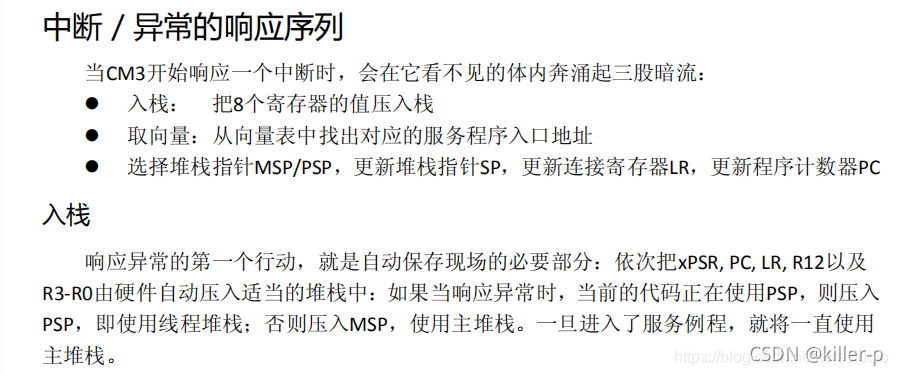 中断 / 异常的响应序列
当CM3开始响应一个中断时，会在它看不见的体内奔涌起三股暗流：
● 入栈： 把8个寄存器的值压入栈
● 取向量：从向量表中找出对应的服务程序入口地址
● 选择堆栈指针MSP/PSP，更新堆栈指针SP，更新连接寄存器LR，更新程序计数器PC
入栈
响应异常的第一个行动，就是自动保存现场的必要部分：依次把xPSR, PC, LR, R12以及
R3-R0由硬件自动压入适当的堆栈中：如果当响应异常时，当前的代码正在使用PSP，则压入
PSP，即使用线程堆栈；否则压入MSP，使用主堆栈。一旦进入了服务例程，就将一直使用
主堆栈。
https://blog
CSDN @killer-p